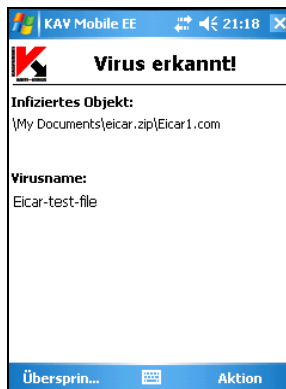 KAV Mobile EE 21:18
Virus erkannt!
Infiziertes Objekt:
\My Documents\eicar.zip\Eicar1.com
Virusname:
Eicar-test-file
Übersprin... Aktion